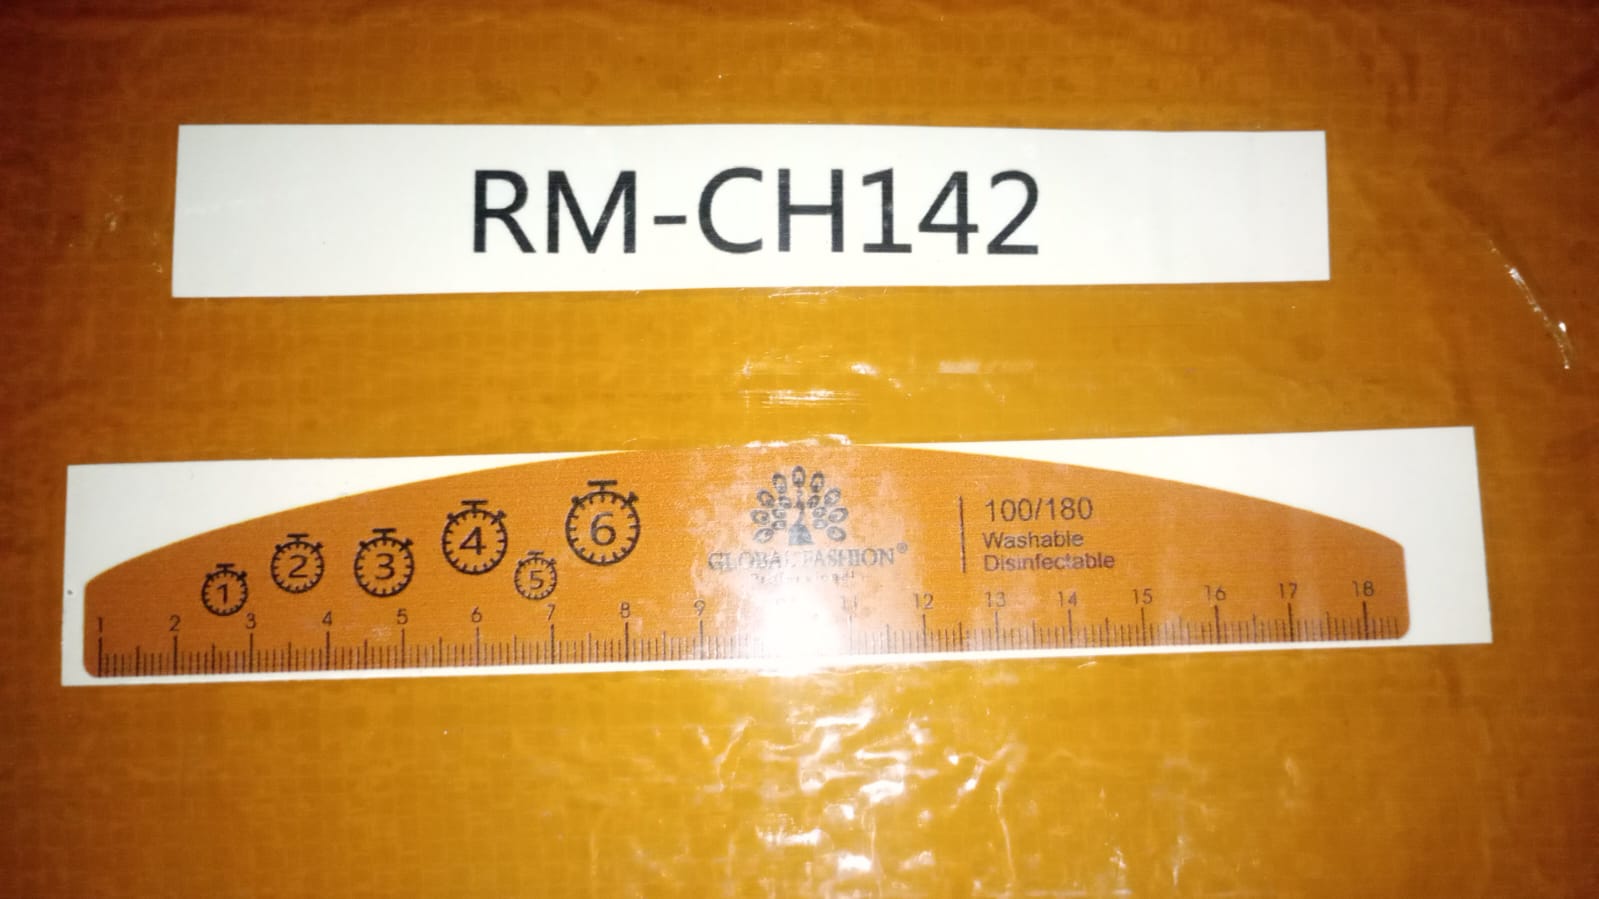 RM-CH142
1 2 3 4 5 6
GLOBAL FASHION®
Professional
100/180
Washable
Disinfectable
1 2 3 4 5 6 7 8 9 11 12 13 14 15 16 17 18